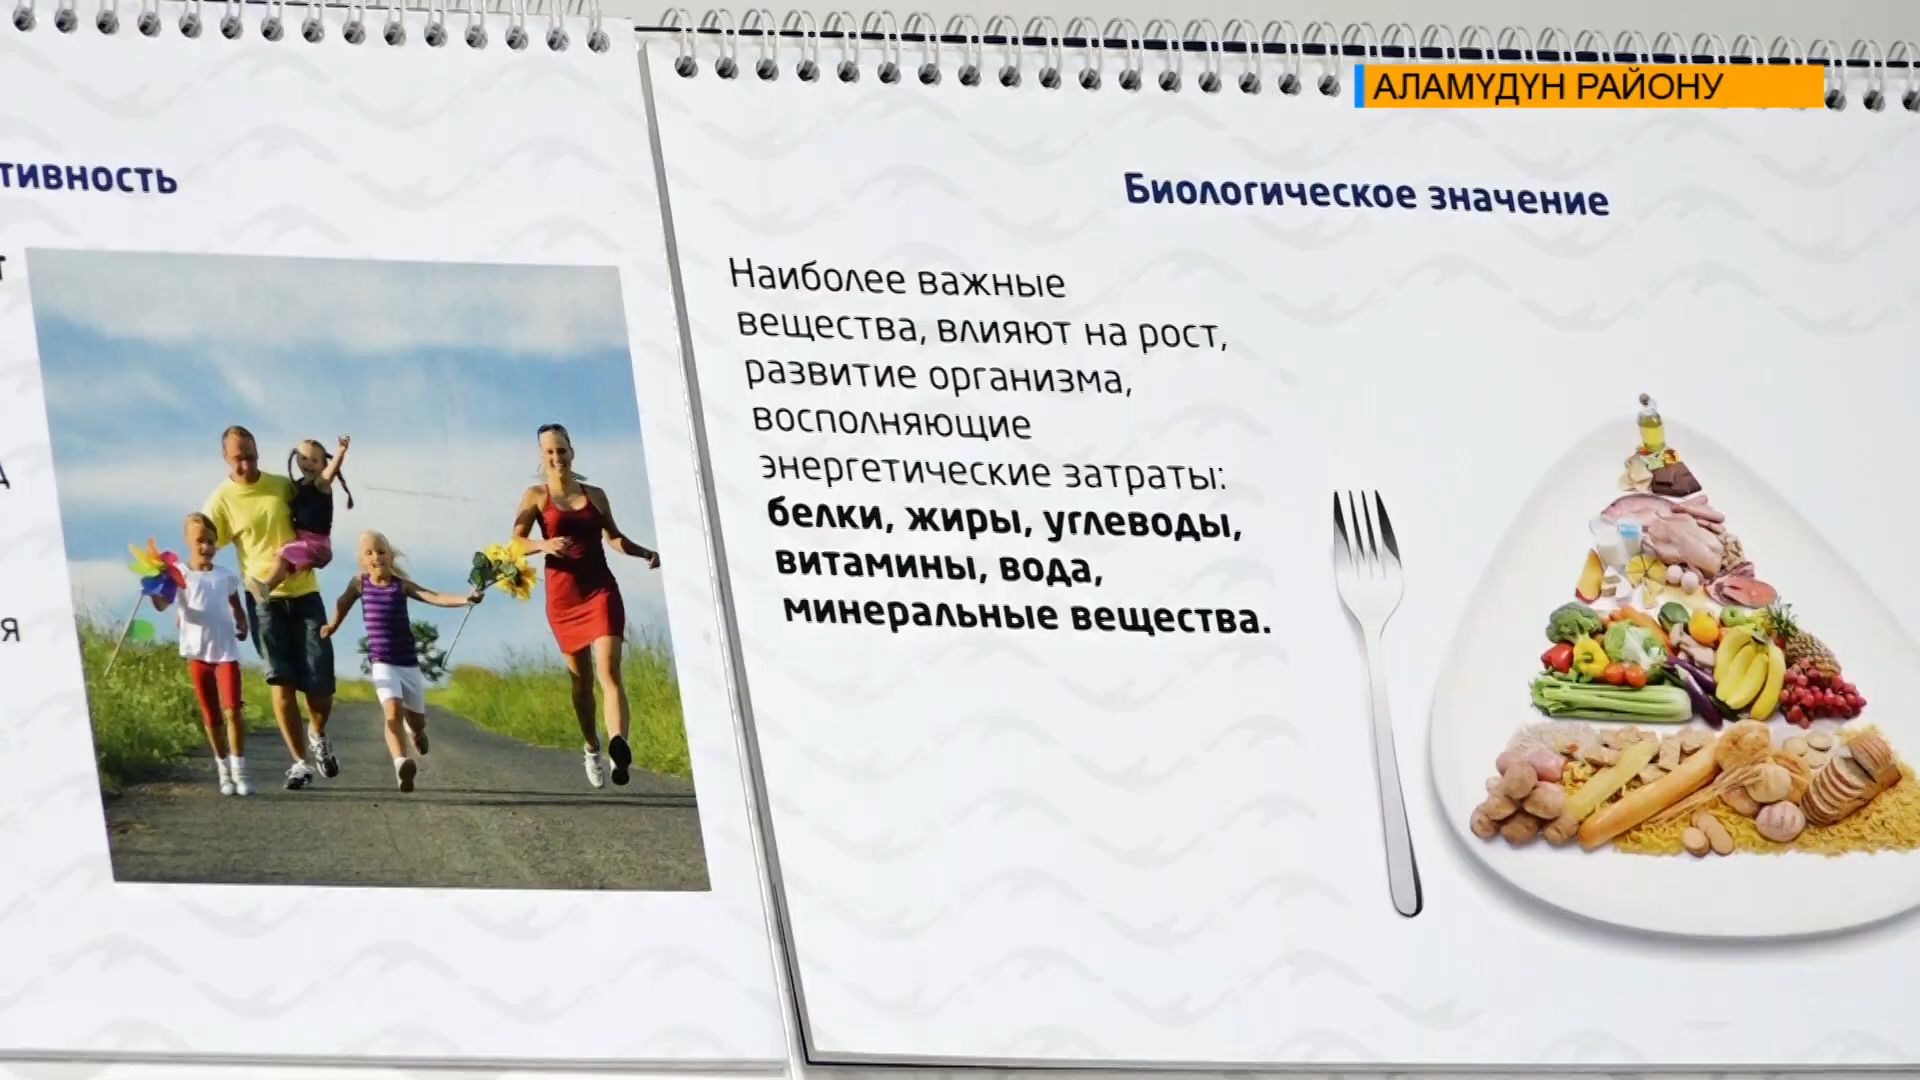 АЛАМҮДҮН РАЙОНУ
Биологическое значение
Наиболее важные
вещества, влияют на рост,
развитие организма,
восполняющие
энергетические затраты:
белки, жиры, углеводы,
витамины, вода,
минеральные вещества.